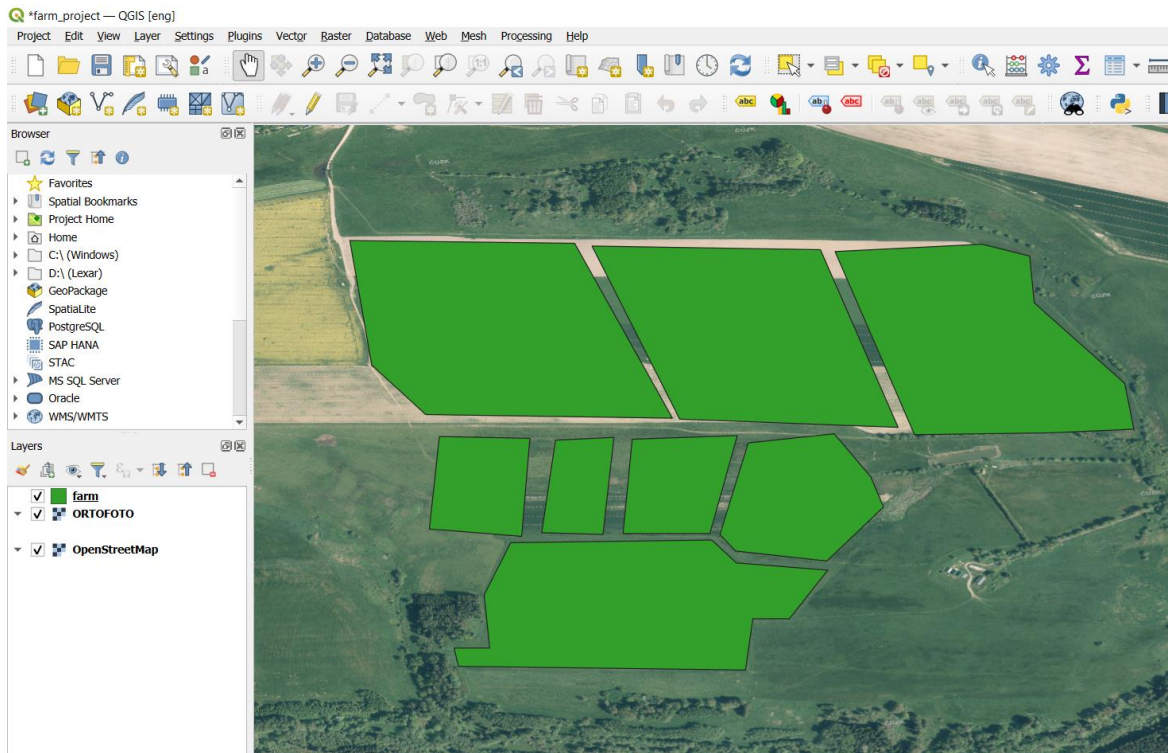 *farm_project — QGIS [eng]
Project Edit View Layer Settings Plugins Vector Raster Database Web Mesh Processing Help
Browser
Favorites
Spatial Bookmarks
Project Home
Home
C:\ (Windows)
D:\ (Lexar)
GeoPackage
SpatiaLite
PostgreSQL
SAP HANA
STAC
MS SQL Server
Oracle
WMS/WMTS
Layers
farm
ORTOFOTO
OpenStreetMap